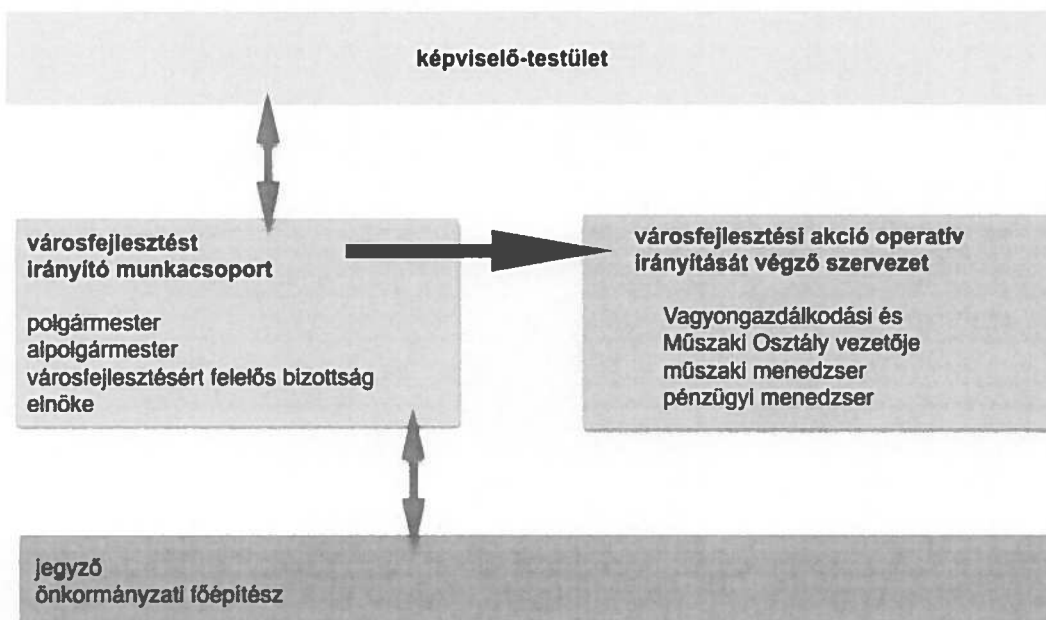 képviselő-testület
városfejlesztést
irányító munkacsoport
polgármester
alpolgármester
városfejlesztésért felelős bizottság
elnöke
városfejlesztési akció operatív
irányítását végző szervezet
Vagyongazdálkodási és
Műszaki Osztály vezetője
műszaki menedzser
pénzügyi menedzser
jegyző
önkormányzati főépítész